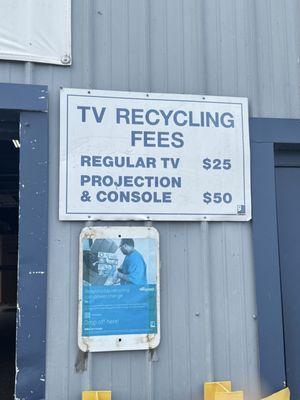 TV RECYCLING
FEES
REGULAR TV $25
PROJECTION
& CONSOLE $50
Drop off here!